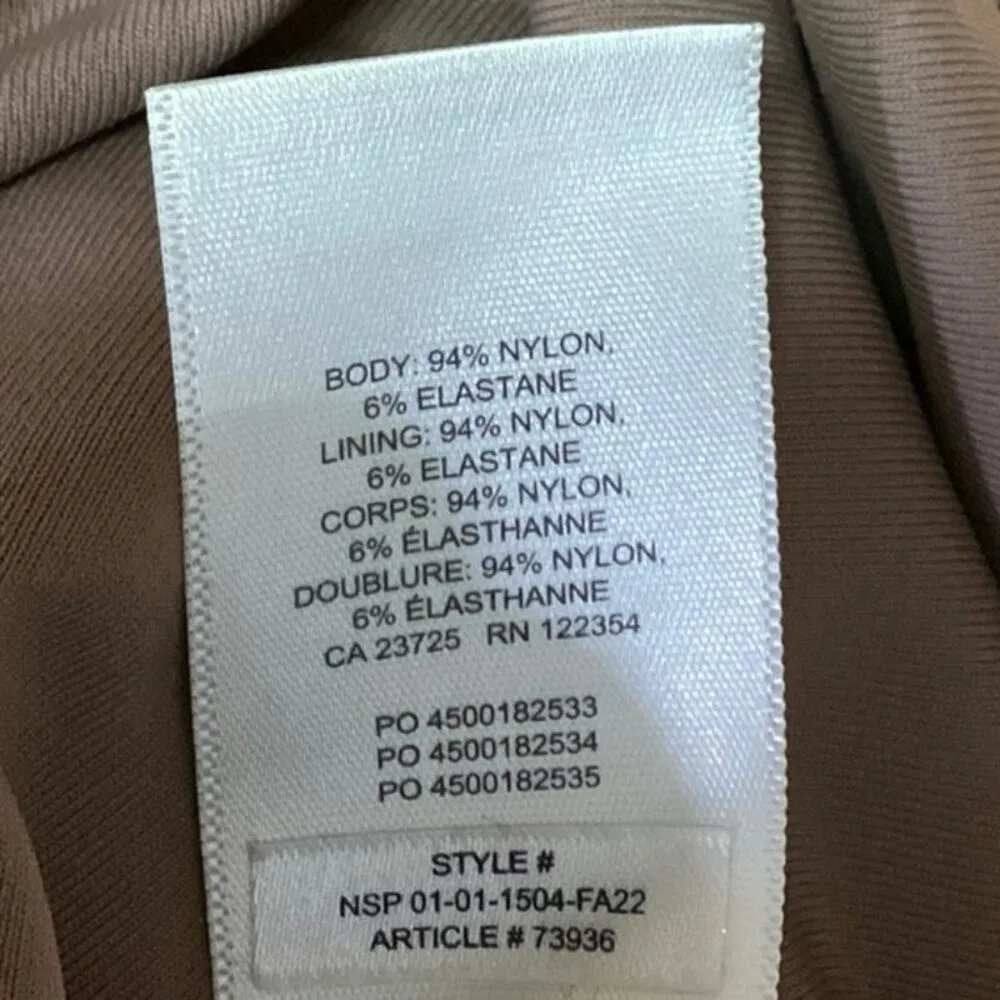 BODY: 94% NYLON,
6% ELASTANE
LINING: 94% NYLON,
6% ELASTANE
CORPS: 94% NYLON,
6% ÉLASTHANNE
DOUBLURE: 94% NYLON,
6% ÉLASTHANNE
CA 23725 RN 122354
PO 4500182533
PO 4500182534
PO 4500182535
STYLE #
NSP 01-01-1504-FA22
ARTICLE # 73936